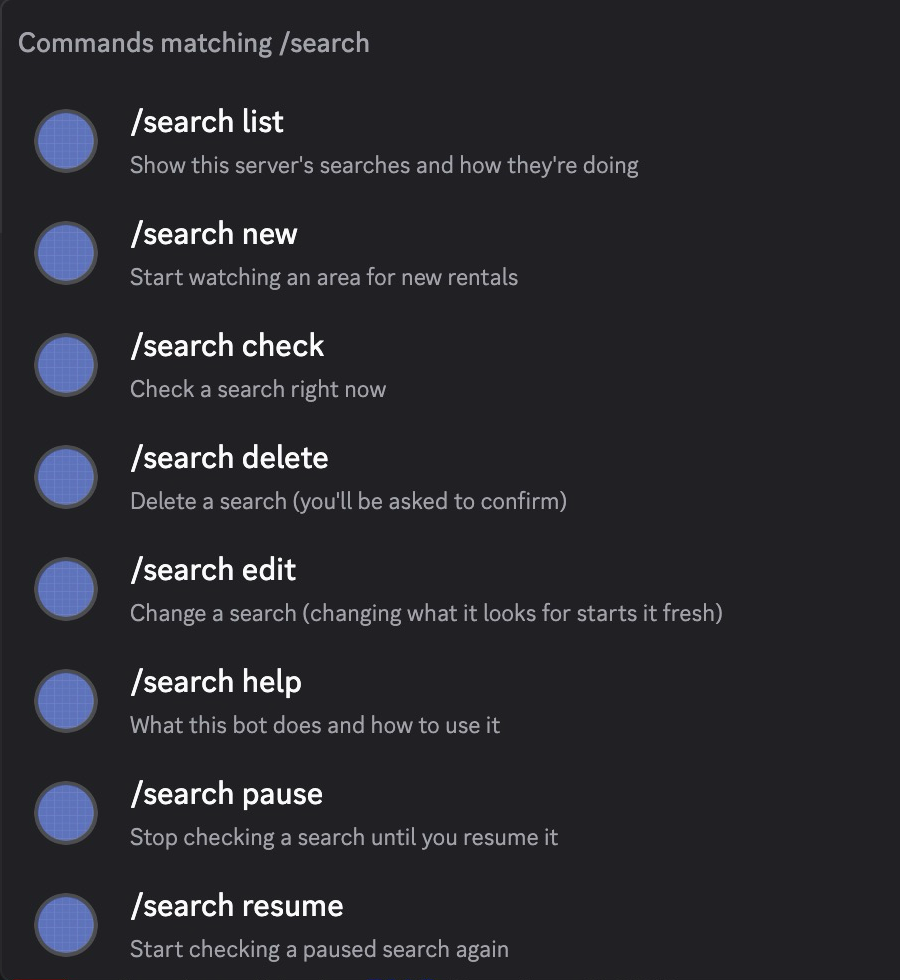 Commands matching /search
/search list
Show this server's searches and how they're doing
/search new
Start watching an area for new rentals
/search check
Check a search right now
/search delete
Delete a search (you'll be asked to confirm)
/search edit
Change a search (changing what it looks for starts it fresh)
/search help
What this bot does and how to use it
/search pause
Stop checking a search until you resume it
/search resume
Start checking a paused search again